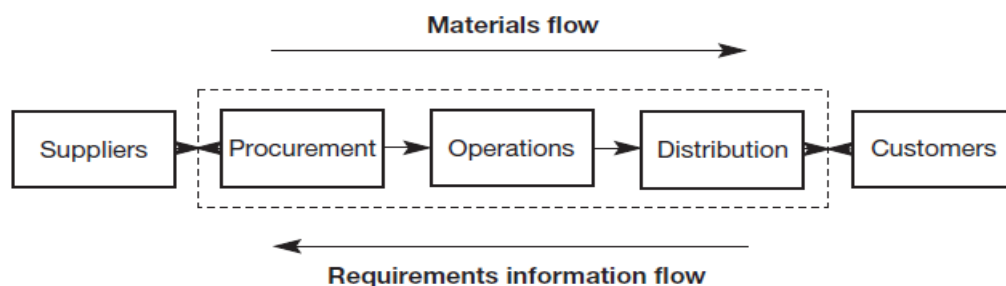 Materials flow
Suppliers
Procurement
Operations
Distribution
Customers
Requirements information flow